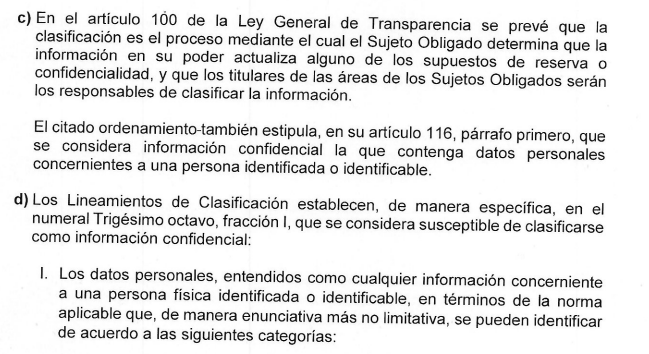 c) En el artículo 100 de la Ley General de Transparencia se prevé que la
clasificación es el proceso mediante el cual el Sujeto Obligado determina que la
información en su poder actualiza alguno de los supuestos de reserva o
confidencialidad, y que los titulares de las áreas de los Sujetos Obligados serán
los responsables de clasificar la información.
El citado ordenamiento-también estipula, en su artículo 116, párrafo primero, que
se considera información confidencial la que contenga datos personales
concernientes a una persona identificada o identificable.
d) Los Lineamientos de Clasificación establecen, de manera específica, en el
numeral Trigésimo octavo, fracción I, que se considera susceptible de clasificarse
como información confidencial:
I. Los datos personales, entendidos como cualquier información concerniente
a una persona física identificada o identificable, en términos de la norma
aplicable que, de manera enunciativa más no limitativa, se pueden identificar
de acuerdo a las siguientes categorías: